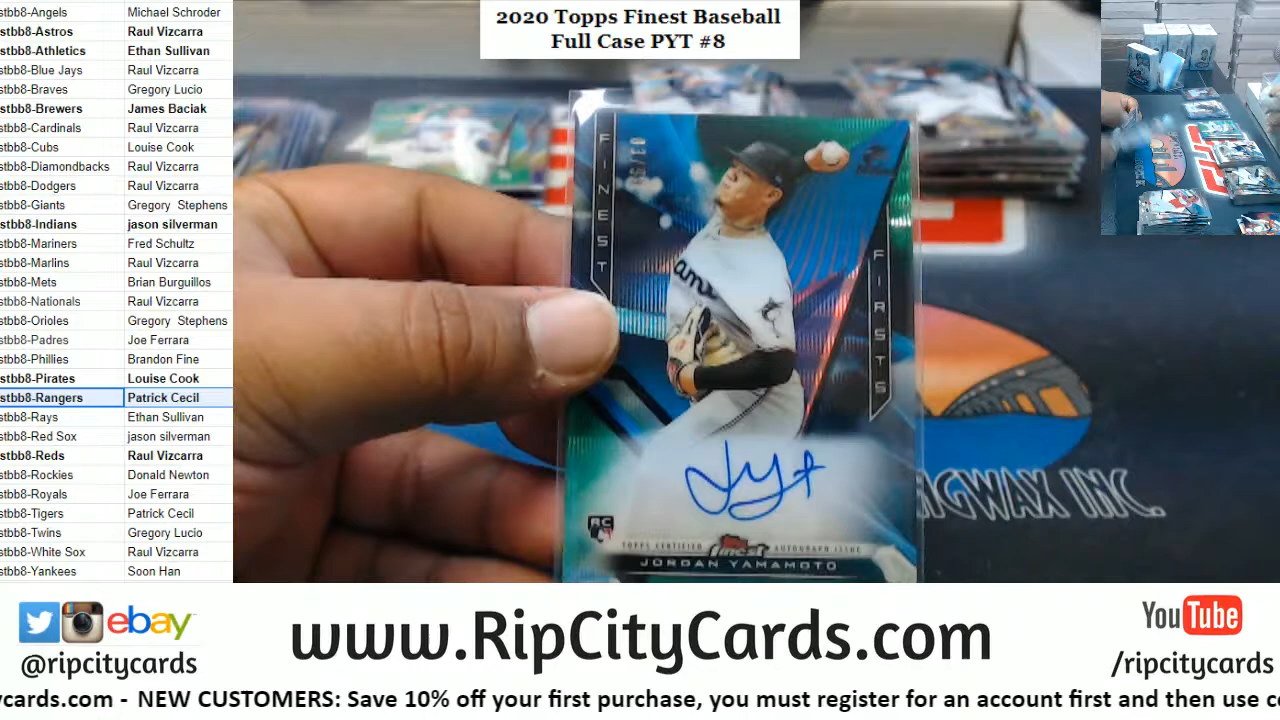 2020 Topps Finest Baseball
Full Case PYT #8
stbb8-Angels Michael Schroder
stbb8-Astros Raul Vizcarra
stbb8-Athletics Ethan Sullivan
stbb8-Blue Jays Raul Vizcarra
stbb8-Braves Gregory Lucio
stbb8-Brewers James Baciak
stbb8-Cardinals Raul Vizcarra
stbb8-Cubs Louise Cook
stbb8-Diamondbacks Raul Vizcarra
stbb8-Dodgers Raul Vizcarra
stbb8-Giants Gregory Stephens
stbb8-Indians jason silverman
stbb8-Mariners Fred Schultz
stbb8-Marlins Raul Vizcarra
stbb8-Mets Brian Burguillos
stbb8-Nationals Raul Vizcarra
stbb8-Orioles Gregory Stephens
stbb8-Padres Joe Ferrara
stbb8-Phillies Brandon Fine
stbb8-Pirates Louise Cook
stbb8-Rangers Patrick Cecil
stbb8-Rays Ethan Sullivan
stbb8-Red Sox jason silverman
stbb8-Reds Raul Vizcarra
stbb8-Rockies Donald Newton
stbb8-Royals Joe Ferrara
stbb8-Tigers Patrick Cecil
stbb8-Twins Gregory Lucio
stbb8-White Sox Raul Vizcarra
stbb8-Yankees Soon Han
FINEST
FIRSTS
RC
TOPPS CERTIFIED AUTOGRAPH ISSUE
Topps
Finest
JORDAN YAMAMOTO
NGWAX INC.
ebay
@ripcitycards
www.RipCityCards.com
YouTube
/ripcitycards
cards.com - NEW CUSTOMERS: Save 10% off your first purchase, you must register for an account first and then use co